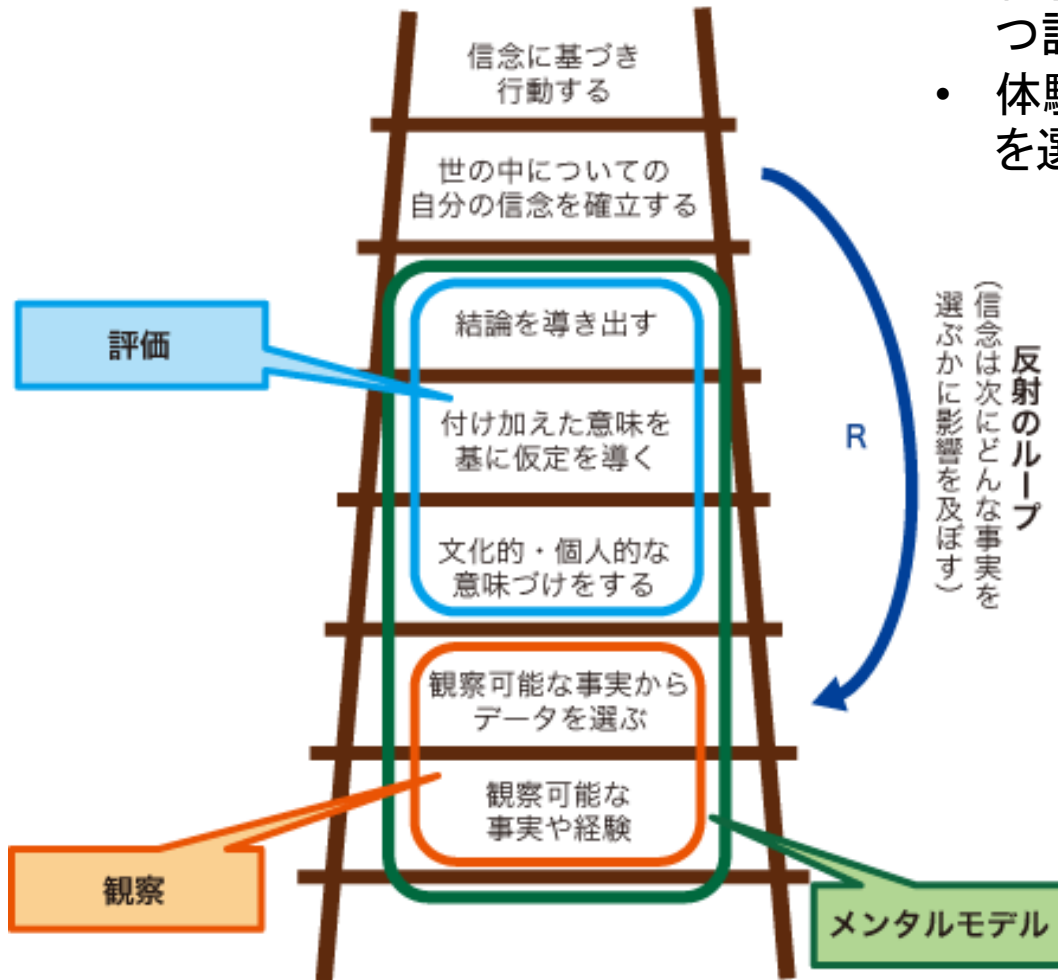 つ
• 体
を
信念に基づき
行動する
世の中についての
自分の信念を確立する
結論を導き出す
付け加えた意味を
基に仮定を導く
文化的・個人的な
意味づけをする
観察可能な事実から
データを選ぶ
観察可能な
事実や経験
評価
観察
メンタルモデル
R
反射のループ
(信念は次にどんな事実を
選ぶかに影響を及ぼす)